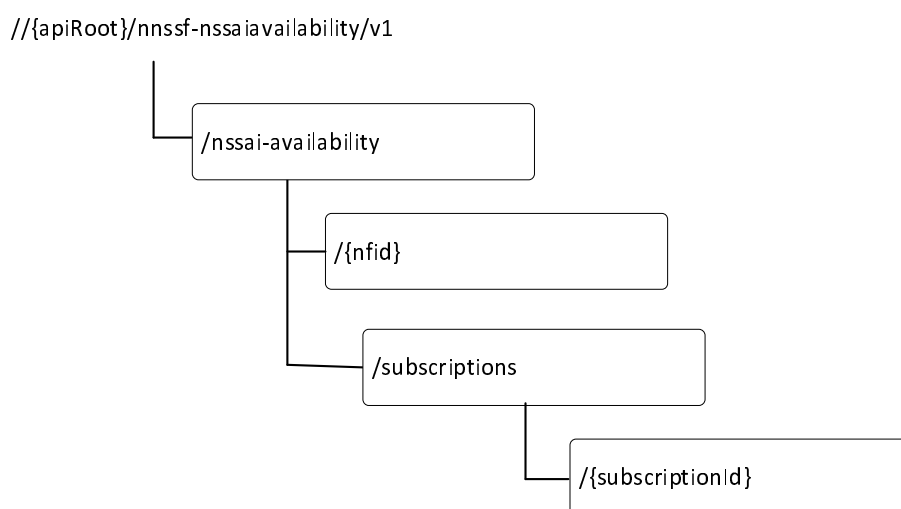 //{apiRoot}/nnssf-nssaiavailability/v1
/nssai-availability
/{nfid}
/subscriptions
/{subscriptionId}